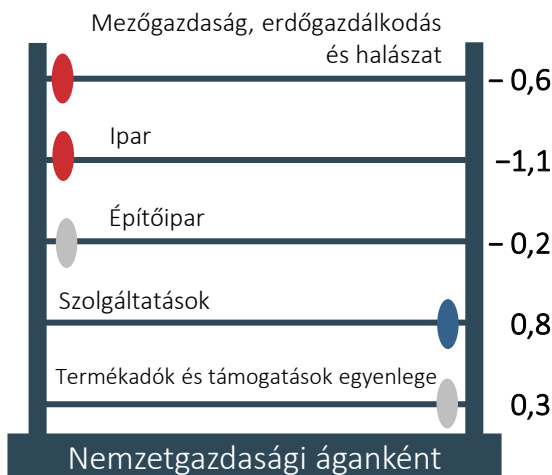 Mezőgazdaság, erdőgazdálkodás
és halászat
– 0,6
Ipar
–1,1
Építőipar
– 0,2
Szolgáltatások
0,8
Termékadók és támogatások egyenlege
0,3
Nemzetgazdasági áganként